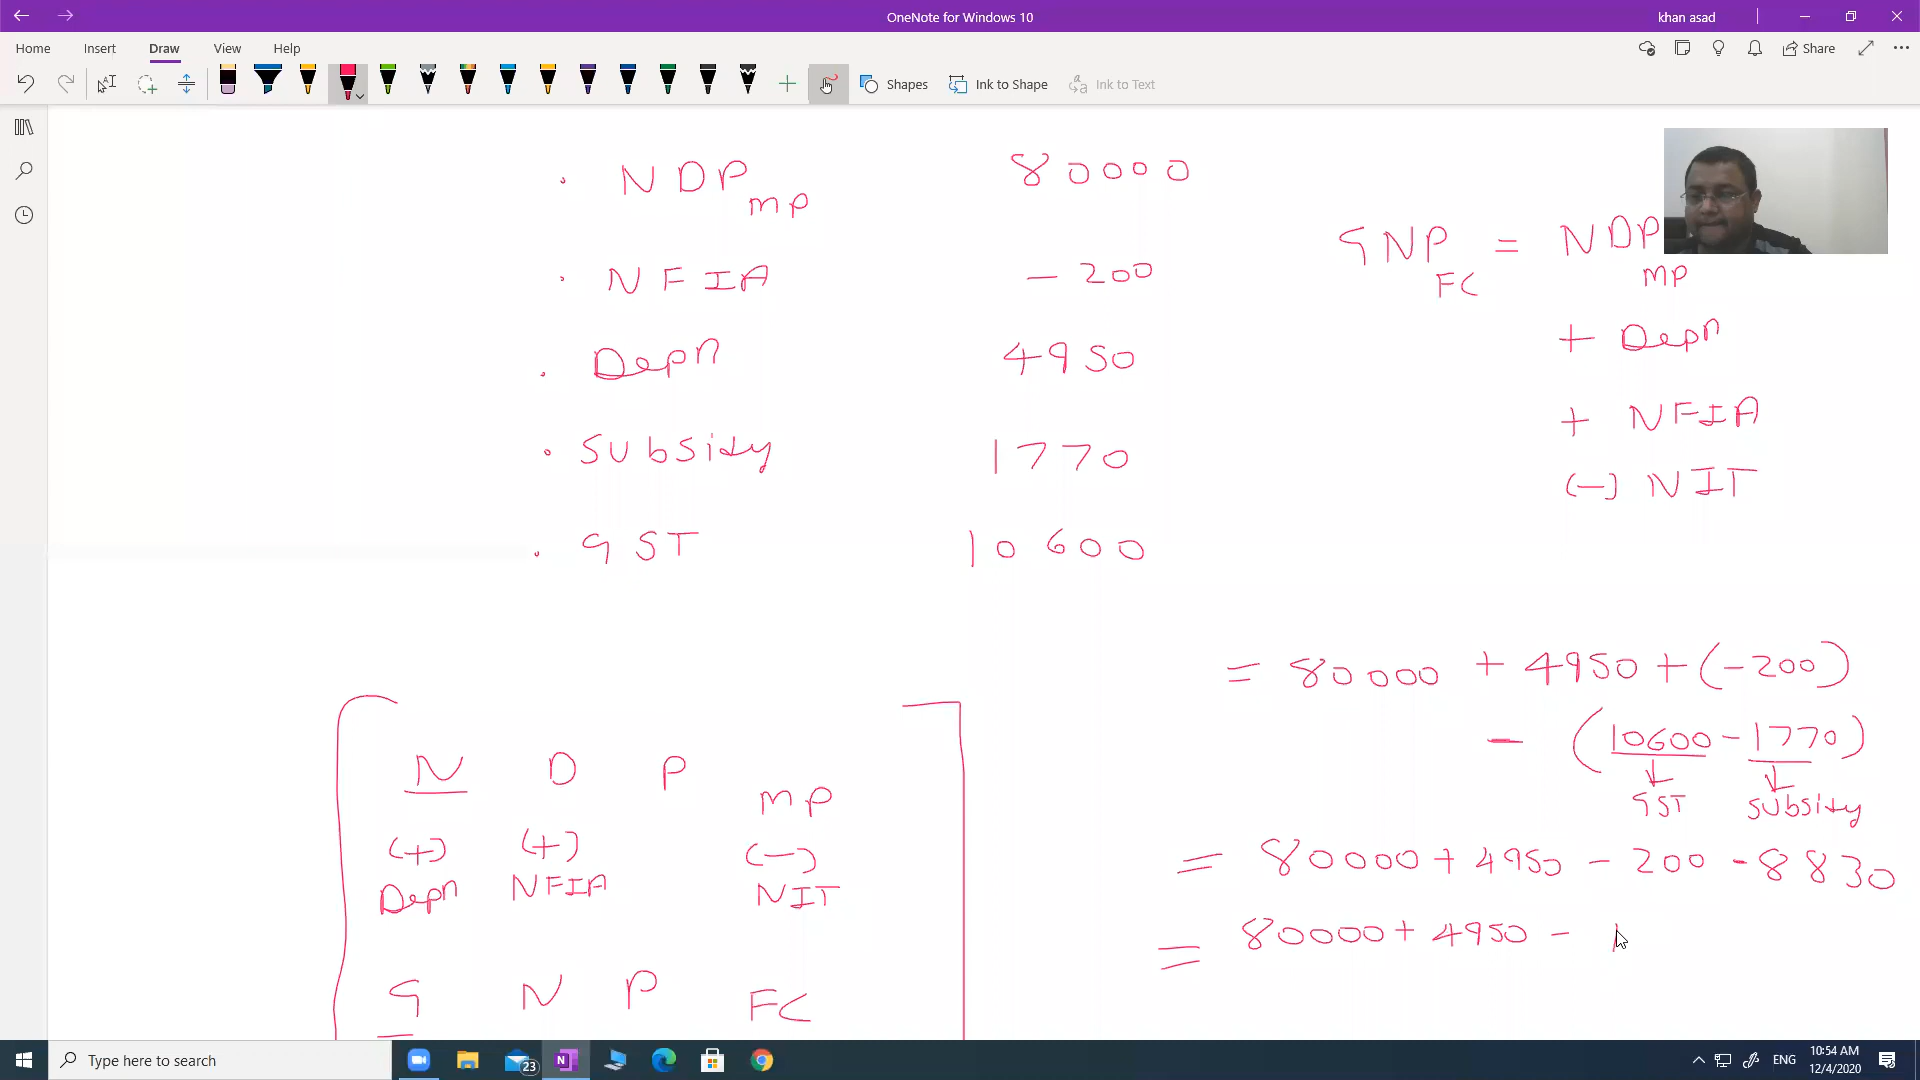 OneNote for Windows 10
khan asad
Home Insert Draw View Help
Share
Shapes Ink to Shape Ink to Text
. NDP MP 80000
. NFIA - 200
. Depn 4950
. Subsidy 1770
. GST 10600
GNP FC = NDP MP
+ Depn
+ NFIA
(-) NIT
= 80000 + 4950 + (-200)
- (10600 - 1770)
GST Subsidy
= 80000 + 4950 - 200 - 8830
= 80000 + 4950 -
N D P MP
(+) (+) (-)
Depn NFIA NIT
G N P FC
Type here to search
23
ENG
10:54 AM
12/4/2020